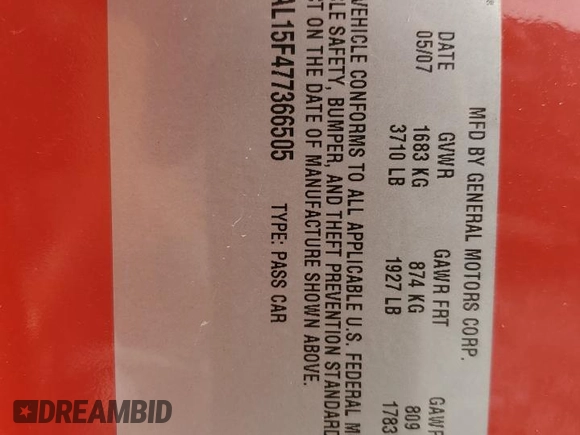 MFD BY GENERAL MOTORS CORP.
DATE GVWR GAWR FRT GAWR
05/07 1683 KG 874 KG 809
3710 LB 1927 LB 1783
VEHICLE CONFORMS TO ALL APPLICABLE U.S. FEDERAL M
LE SAFETY, BUMPER, AND THEFT PREVENTION STANDARD
CT ON THE DATE OF MANUFACTURE SHOWN ABOVE.
AL15F477366505 TYPE: PASS CAR
DREAMBID